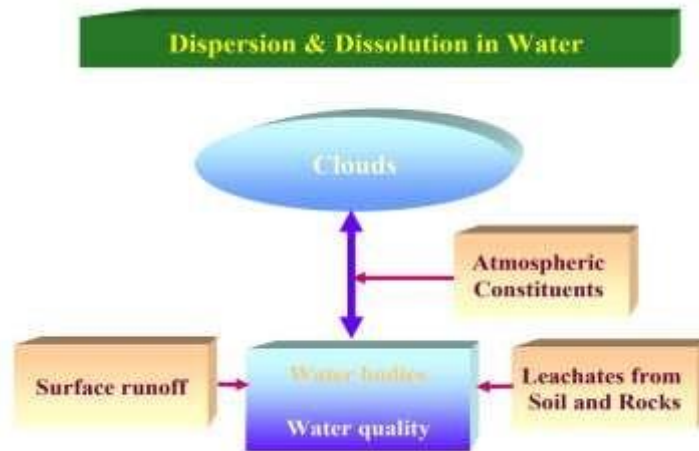 Dispersion & Dissolution in Water
Clouds
Atmospheric
Constituents
Surface runoff
Water bodies
Water quality
Leachates from
Soil and Rocks